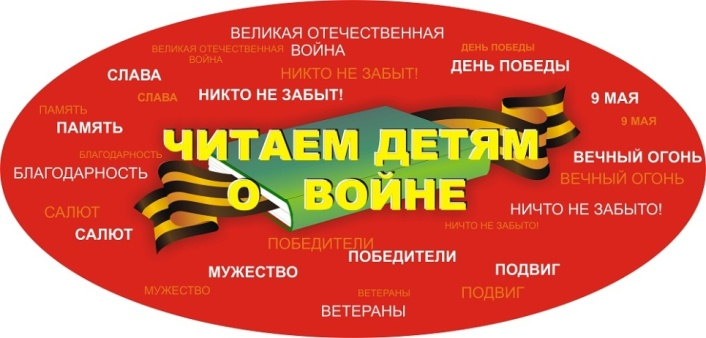 ВЕЛИКАЯ ОТЕЧЕСТВЕННАЯ
ВОЙНА
ВЕЛИКАЯ ОТЕЧЕСТВЕННАЯ
ВОЙНА
ДЕНЬ ПОБЕДЫ
ДЕНЬ ПОБЕДЫ
СЛАВА
НИКТО НЕ ЗАБЫТ!
СЛАВА
НИКТО НЕ ЗАБЫТ!
9 МАЯ
ПАМЯТЬ
9 МАЯ
ПАМЯТЬ
ЧИТАЕМ ДЕТЯМ
О ВОЙНЕ
БЛАГОДАРНОСТЬ
ВЕЧНЫЙ ОГОНЬ
БЛАГОДАРНОСТЬ
ВЕЧНЫЙ ОГОНЬ
САЛЮТ
НИЧТО НЕ ЗАБЫТО!
САЛЮТ
НИЧТО НЕ ЗАБЫТО!
ПОБЕДИТЕЛИ
ПОБЕДИТЕЛИ
МУЖЕСТВО
ПОДВИГ
МУЖЕСТВО
ВЕТЕРАНЫ
ПОДВИГ
ВЕТЕРАНЫ